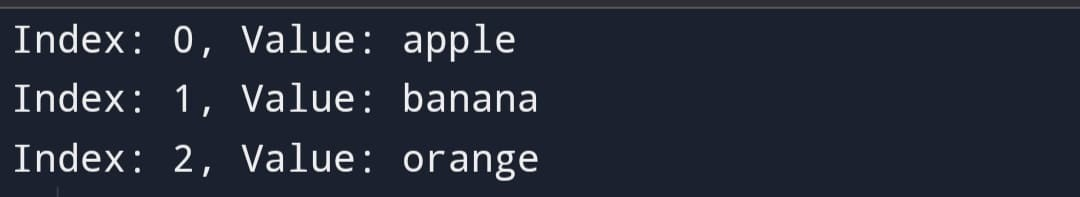 Index: 0, Value: apple
Index: 1, Value: banana
Index: 2, Value: orange